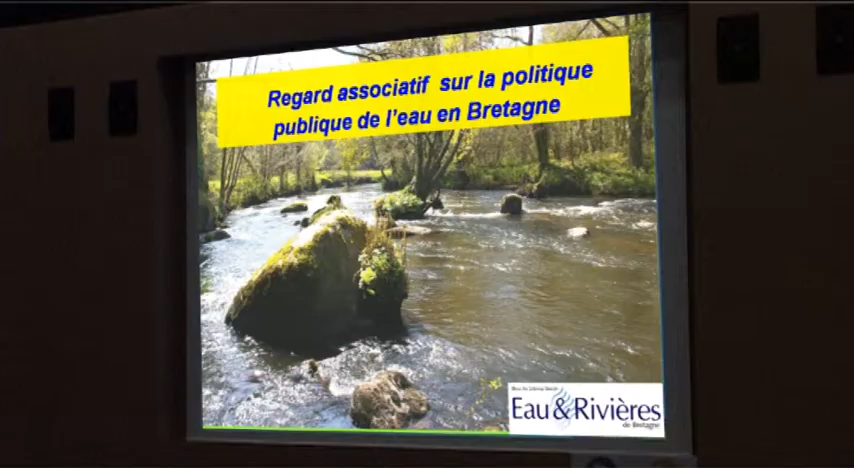 Regard associatif sur la politique
publique de l'eau en Bretagne
Eau & Rivières
de Bretagne